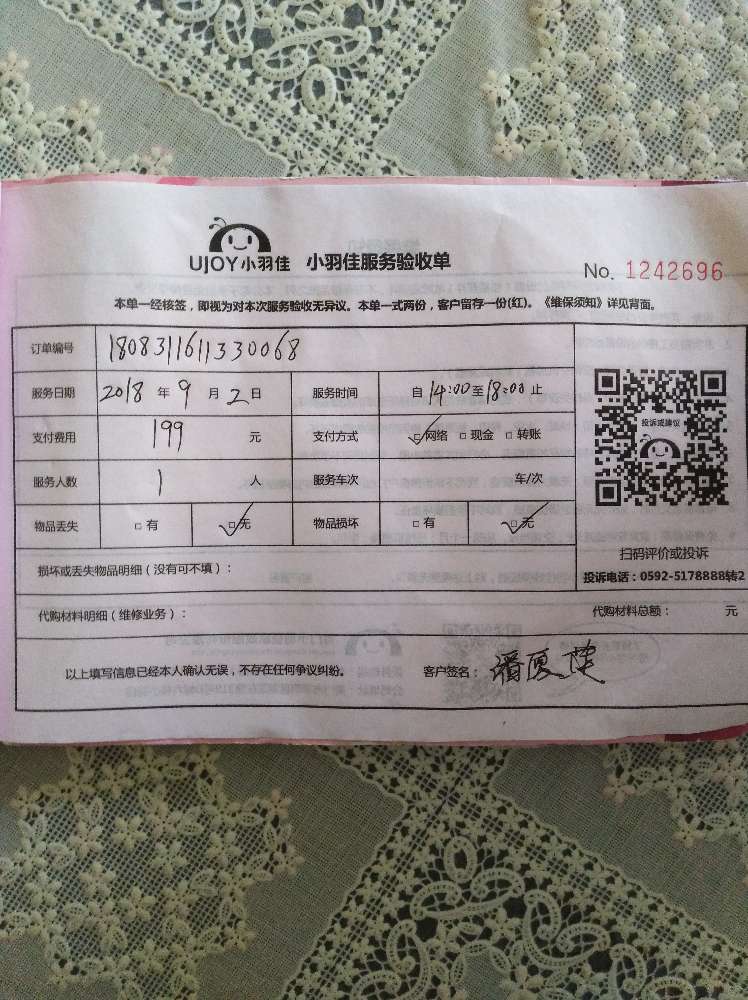 UJOY小羽佳 小羽佳服务验收单
No. 1242696
本单一经核签，即视为对本次服务验收无异议。本单一式两份，客户留存一份(红)。《维保须知》详见背面。
订单编号 1808311611330068
服务日期 2018 年 9 月 2 日 服务时间 自 14:00 至 18:00 止
支付费用 199 元 支付方式 □网络 □现金 □转账
服务人数 1 人 服务车次 车/次
物品丢失 □有 □无 物品损坏 □有 □无
投诉或建议
扫码评价或投诉
投诉电话：0592-5178888转2
损坏或丢失物品明细（没有可不填）：
代购材料明细（维修业务）： 代购材料总额： 元
以上填写信息已经本人确认无误，不存在任何争议纠纷。 客户签名： 潘厦